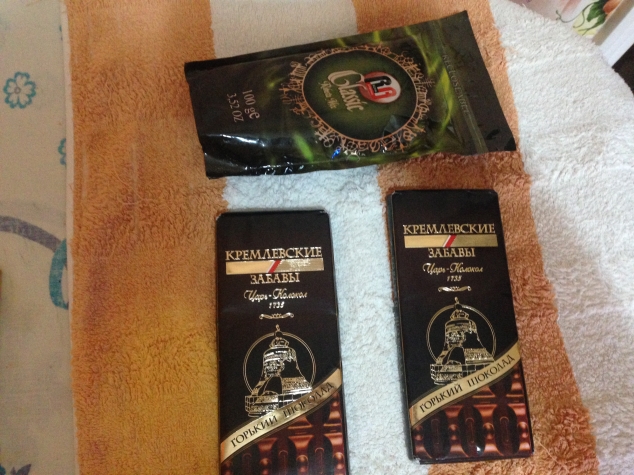 Classic
100 ge
3.52 OZ
КРЕМЛЕВСКИЕ
ЗАБАВЫ
Царь-Колокол
1735
ГОРЬКИЙ ШОКОЛАД
КРЕМЛЕВСКИЕ
ЗАБАВЫ
Царь-Колокол
1735
ГОРЬКИЙ ШОКОЛАД